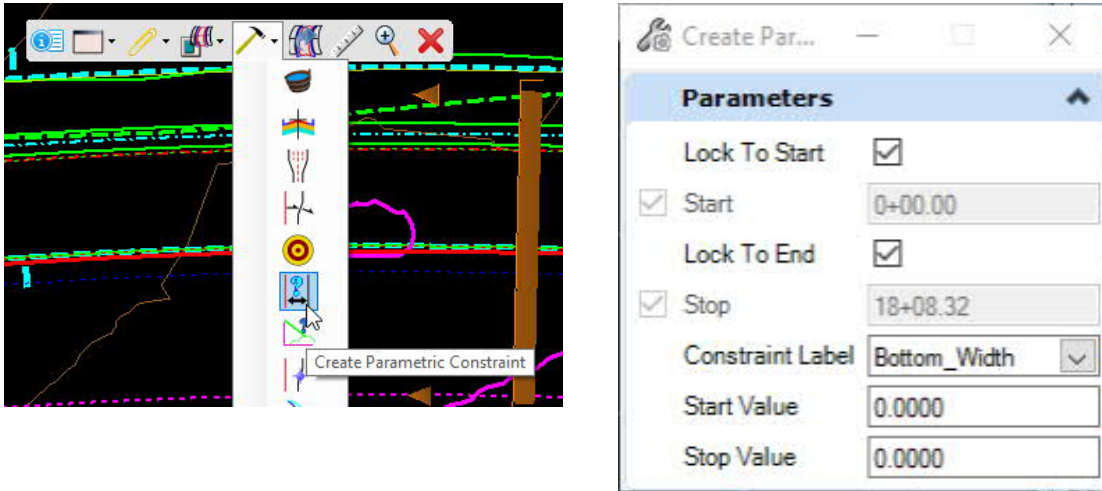 Create Parametric Constraint
Create Par...
Parameters
Lock To Start
Start 0+00.00
Lock To End
Stop 18+08.32
Constraint Label Bottom_Width
Start Value 0.0000
Stop Value 0.0000